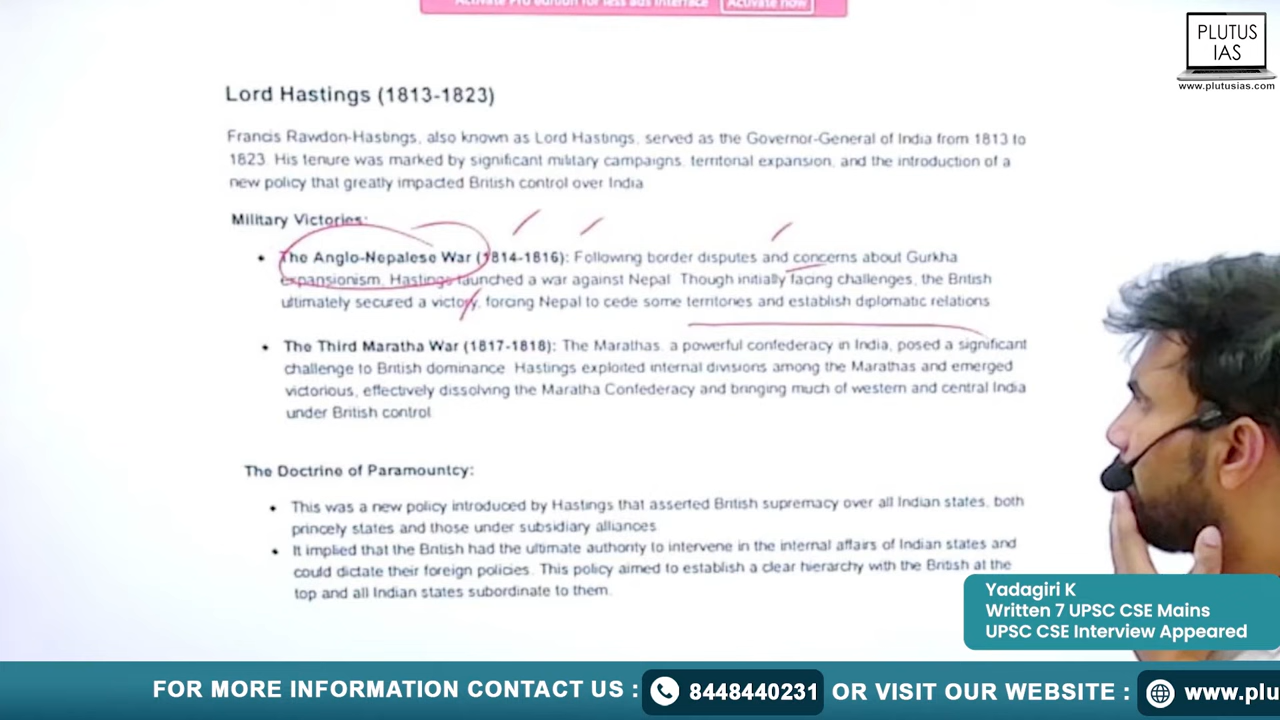 Activate Pro edition for less ads interface Activate now
PLUTUS
IAS
www.plutusias.com
Lord Hastings (1813-1823)
Francis Rawdon-Hastings, also known as Lord Hastings, served as the Governor-General of India from 1813 to
1823. His tenure was marked by significant military campaigns, territorial expansion, and the introduction of a
new policy that greatly impacted British control over India
Military Victories:
• The Anglo-Nepalese War (1814-1816): Following border disputes and concerns about Gurkha
expansionism, Hastings launched a war against Nepal. Though initially facing challenges, the British
ultimately secured a victory, forcing Nepal to cede some territories and establish diplomatic relations
• The Third Maratha War (1817-1818): The Marathas, a powerful confederacy in India, posed a significant
challenge to British dominance. Hastings exploited internal divisions among the Marathas and emerged
victorious, effectively dissolving the Maratha Confederacy and bringing much of western and central India
under British control
The Doctrine of Paramountcy:
• This was a new policy introduced by Hastings that asserted British supremacy over all Indian states, both
princely states and those under subsidiary alliances
• It implied that the British had the ultimate authority to intervene in the internal affairs of Indian states and
could dictate their foreign policies. This policy aimed to establish a clear hierarchy with the British at the
top and all Indian states subordinate to them.
Yadagiri K
Written 7 UPSC CSE Mains
UPSC CSE Interview Appeared
FOR MORE INFORMATION CONTACT US : 8448440231 OR VISIT OUR WEBSITE : www.plu